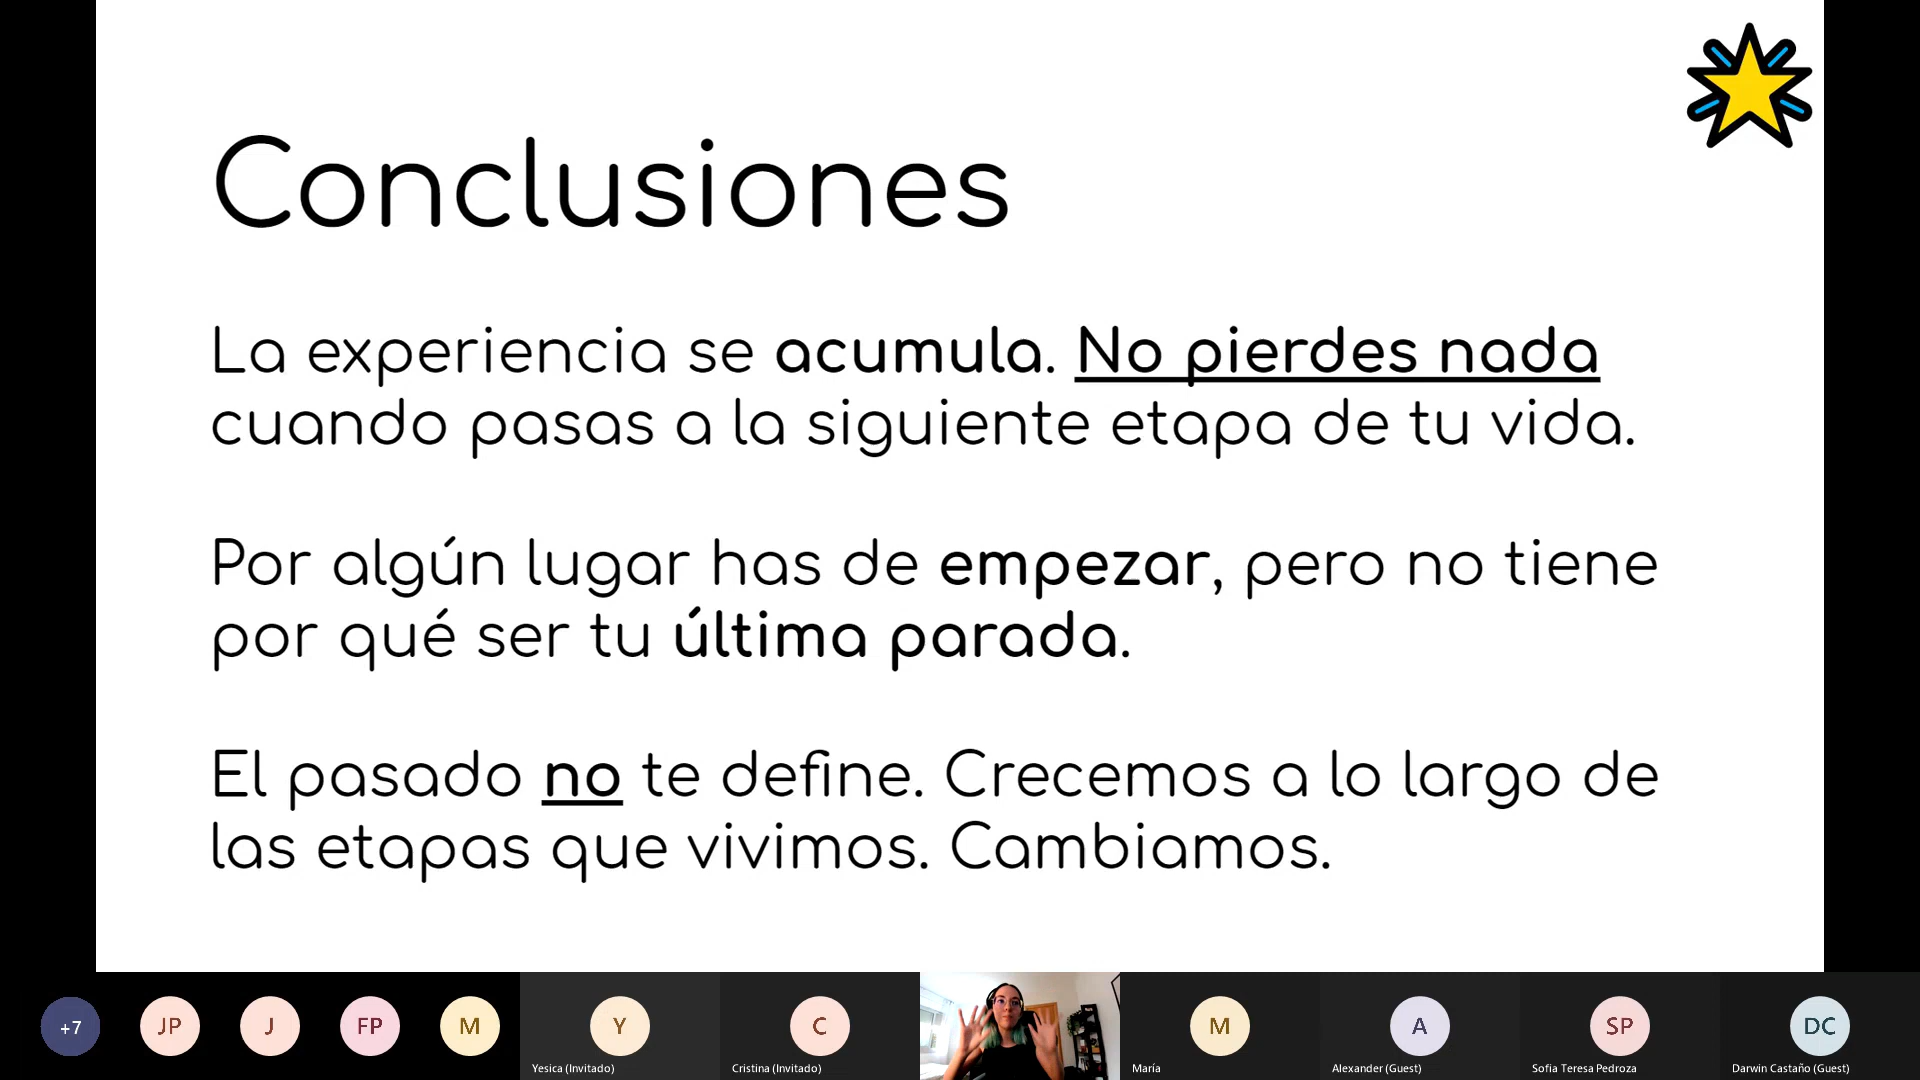 Conclusiones
La experiencia se acumula. No pierdes nada
cuando pasas a la siguiente etapa de tu vida.
Por algún lugar has de empezar, pero no tiene
por qué ser tu última parada.
El pasado no te define. Crecemos a lo largo de
las etapas que vivimos. Cambiamos.
+7
JP
J
FP
M
Y
Yesica (Invitado)
C
Cristina (Invitado)
M
María
A
Alexander (Guest)
SP
Sofia Teresa Pedroza
DC
Darwin Castaño (Guest)